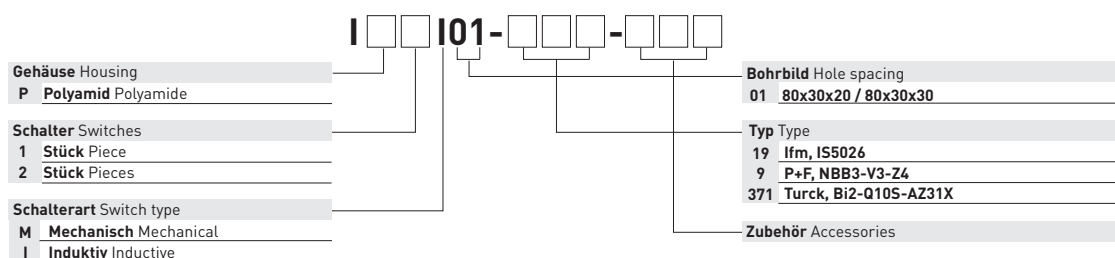 I□□I01-□□□-□□□
Gehäuse Housing
P Polyamid Polyamide
Schalter Switches
1 Stück Piece
2 Stück Pieces
Schalterart Switch type
M Mechanisch Mechanical
I Induktiv Inductive
Bohrbild Hole spacing
01 80x30x20 / 80x30x30
Typ Type
19 Ifm, IS5026
9 P+F, NBB3-V3-Z4
371 Turck, Bi2-Q10S-AZ31X
Zubehör Accessories